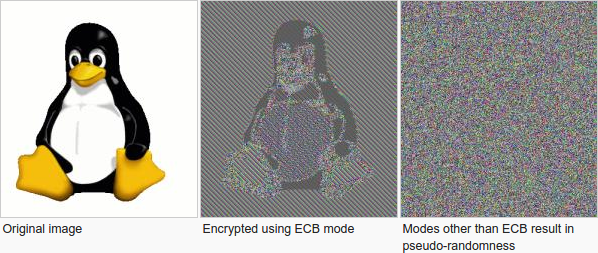 Original image
Encrypted using ECB mode
Modes other than ECB result in
pseudo-randomness